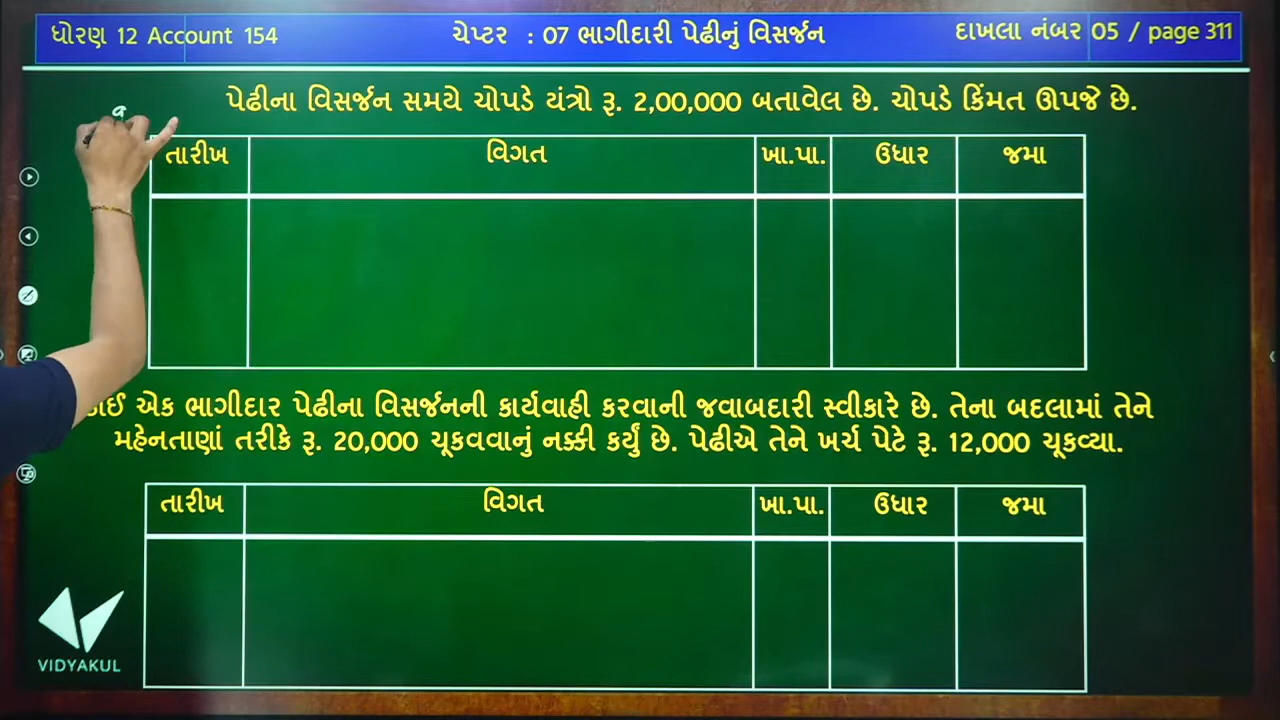 ધોરણ 12 Account 154 ચેપ્ટર : 07 ભાગીદારી પેઢીનું વિસર્જન દાખલા નંબર 05 / page 311
પેઢીના વિસર્જન સમયે ચોપડે યંત્રો રૂ. 2,00,000 બતાવેલ છે. ચોપડે કિંમત ઊપજે છે.
તારીખ વિગત ખા.પા. ઉધાર જમા
એક ભાગીદાર પેઢીના વિસર્જનની કાર્યવાહી કરવાની જવાબદારી સ્વીકારે છે. તેના બદલામાં તેને
મહેનતાણાં તરીકે રૂ. 20,000 ચૂકવવાનું નક્કી કર્યું છે. પેઢીએ તેને ખર્ચ પેટે રૂ. 12,000 ચૂકવ્યા.
તારીખ વિગત ખા.પા. ઉધાર જમા
VIDYAKUL